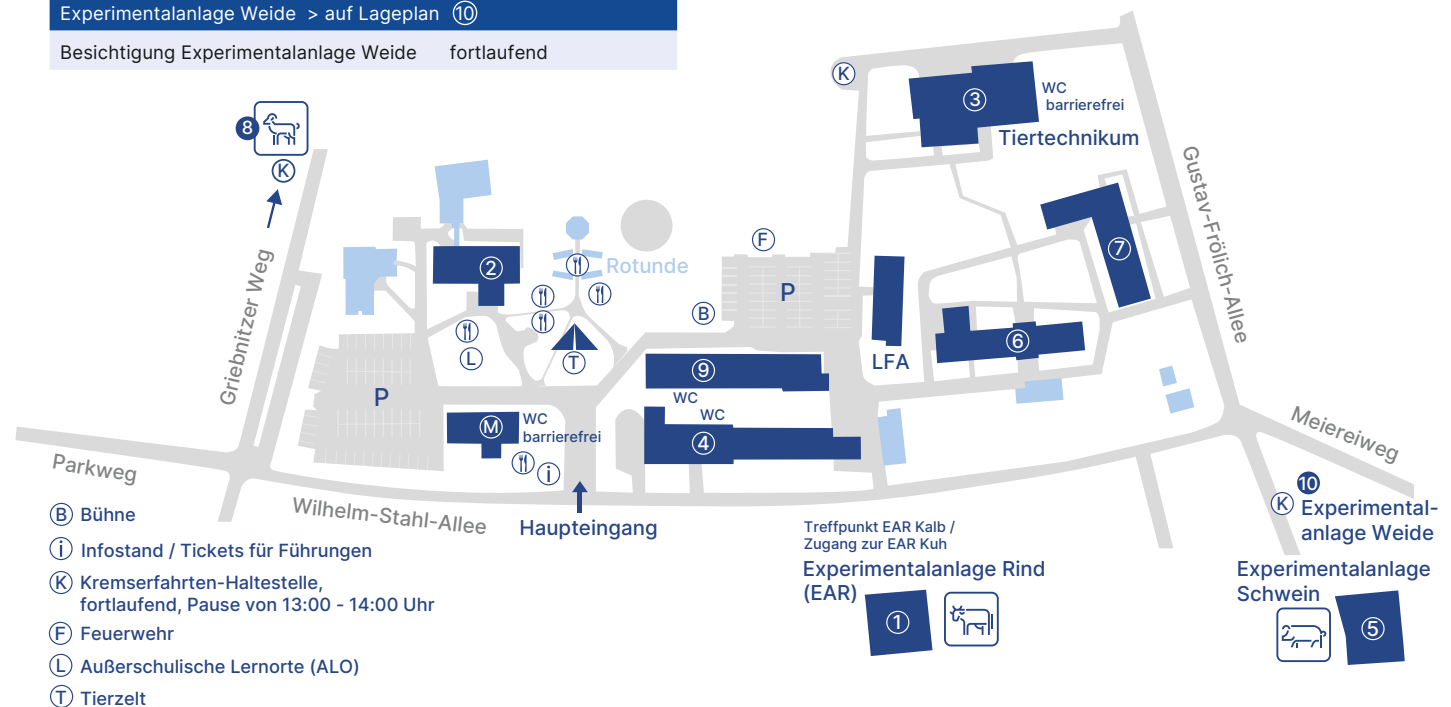 Experimentalanlage Weide > auf Lageplan ⑩
Besichtigung Experimentalanlage Weide fortlaufend
K
3
WC
barrierefrei
Tiertechnikum
8
K
Gustav-Frölich-Allee
Griebnitzer Weg
2
F
Rotunde
7
P
B
L
T
6
LFA
9
P
WC
WC
M
WC
barrierefrei
4
i
Meiereiweg
Parkweg
Wilhelm-Stahl-Allee
Haupteingang
10
K Experimental-
anlage Weide
B Bühne
i Infostand / Tickets für Führungen
K Kremserfahrten-Haltestelle,
fortlaufend, Pause von 13:00 - 14:00 Uhr
F Feuerwehr
L Außerschulische Lernorte (ALO)
T Tierzelt
Treffpunkt EAR Kalb /
Zugang zur EAR Kuh
Experimentalanlage Rind
(EAR)
1
Experimentalanlage
Schwein
5